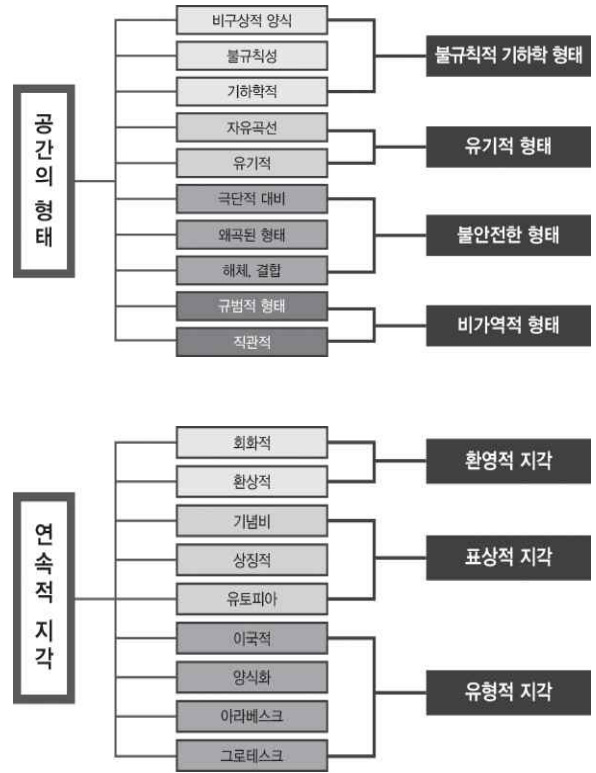 공간의 형태
비구상적 양식
불규칙성
기하학적
자유곡선
유기적
극단적 대비
왜곡된 형태
해체, 결합
규범적 형태
직관적
불규칙적 기하학 형태
유기적 형태
불안전한 형태
비가역적 형태
연속적 지각
회화적
환상적
기념비
상징적
유토피아
이국적
양식화
아라베스크
그로테스크
환영적 지각
표상적 지각
유형적 지각